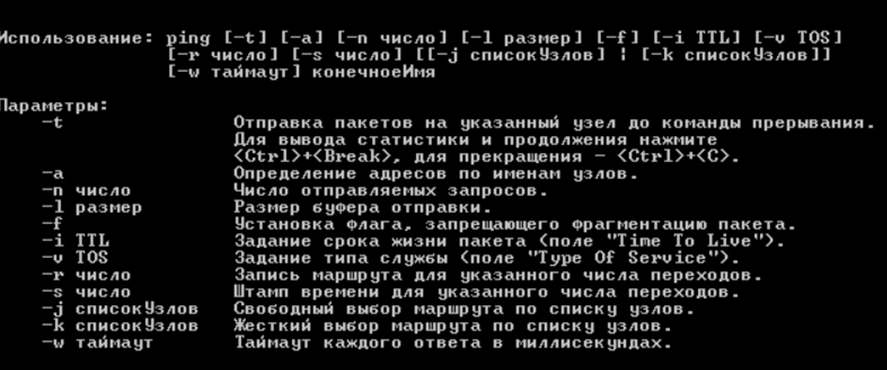 Использование: ping [-t] [-a] [-n число] [-l размер] [-f] [-i TTL] [-v TOS]
[-r число] [-s число] [[-j списокУзлов] | [-k списокУзлов]]
[-w таймаут] конечноеИмя
Параметры:
-t Отправка пакетов на указанный узел до команды прерывания.
Для вывода статистики и продолжения нажмите
<Ctrl>+<Break>, для прекращения - <Ctrl>+<C>.
-a Определение адресов по именам узлов.
-n число Число отправляемых запросов.
-l размер Размер буфера отправки.
-f Установка флага, запрещающего фрагментацию пакета.
-i TTL Задание срока жизни пакета (поле "Time To Live").
-v TOS Задание типа службы (поле "Type Of Service").
-r число Запись маршрута для указанного числа переходов.
-s число Штамп времени для указанного числа переходов.
-j списокУзлов Свободный выбор маршрута по списку узлов.
-k списокУзлов Жесткий выбор маршрута по списку узлов.
-w таймаут Таймаут каждого ответа в миллисекундах.